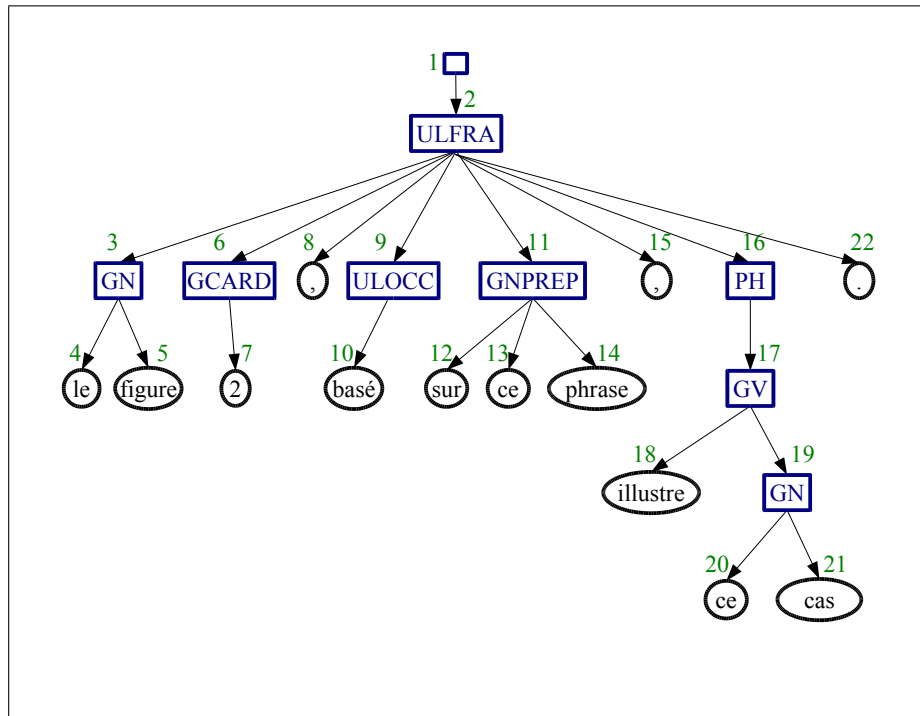 1
2
ULFRA
3 6 8 9 11 15 16 22
GN GCARD , ULOCC GNPREP , PH .
4 5 7 10 12 13 14 17
le figure 2 basé sur ce phrase GV
18 19
illustre GN
20 21
ce cas